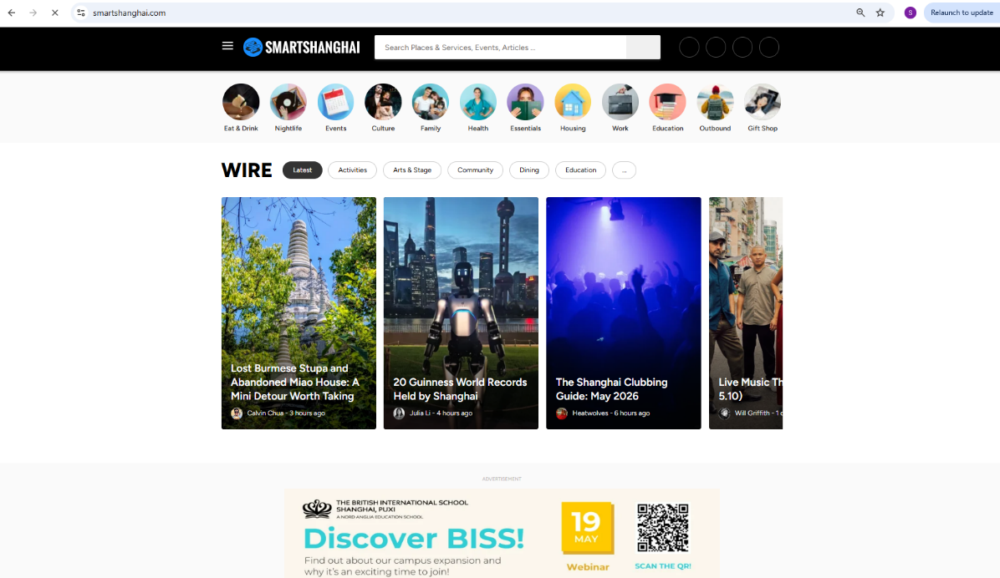 smartshanghai.com
S
Relaunch to update
SMARTSHANGHAI
Search Places & Services, Events, Articles ...
Eat & Drink
Nightlife
Events
Culture
Family
Health
Essentials
Housing
Work
Education
Outbound
Gift Shop
WIRE
Latest
Activities
Arts & Stage
Community
Dining
Education
...
Lost Burmese Stupa and
Abandoned Miao House: A
Mini Detour Worth Taking
Calvin Chua - 3 hours ago
20 Guinness World Records
Held by Shanghai
Julia Li - 4 hours ago
The Shanghai Clubbing
Guide: May 2026
Heatwolves - 6 hours ago
Live Music Th
5.10)
Will Griffith - 1
ADVERTISEMENT
THE BRITISH INTERNATIONAL SCHOOL
SHANGHAI, PUXI
A NORD ANGLIA EDUCATION SCHOOL
Discover BISS!
Find out about our campus expansion and
why it's an exciting time to join!
19
MAY
Webinar
SCAN THE QR!